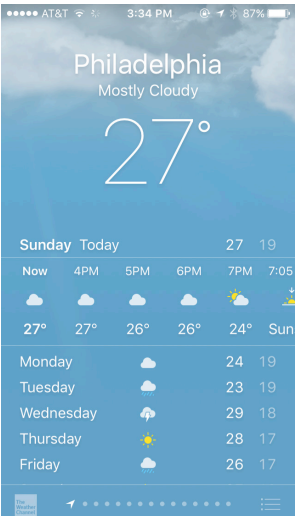 AT&T 3:34 PM 87%
Philadelphia
Mostly Cloudy
27°
Sunday Today 27 19
Now 4PM 5PM 6PM 7PM 7:05
27° 27° 26° 26° 24° Sun
Monday 24 19
Tuesday 23 19
Wednesday 29 18
Thursday 28 17
Friday 26 17
The
Weather
Channel